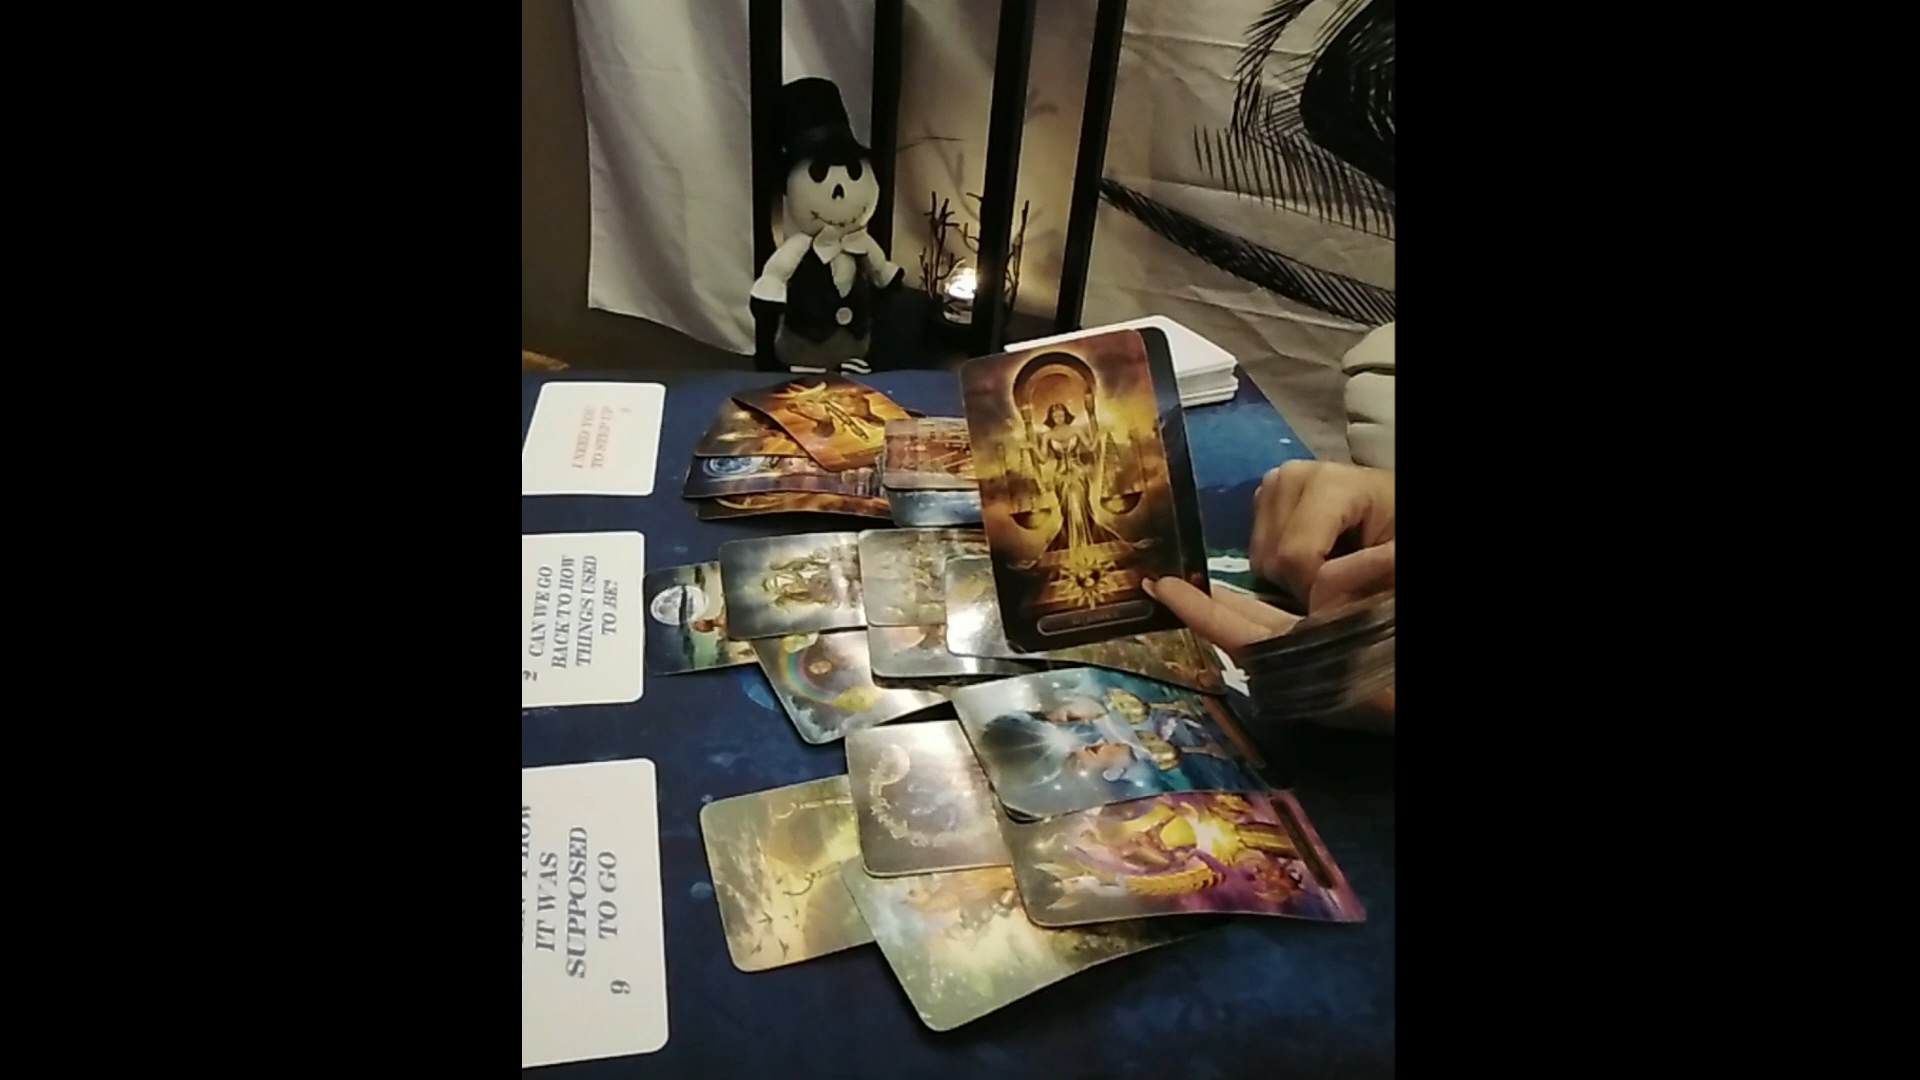 I NEED YOU
TO STEP UP
2
CAN WE GO
BACK TO HOW
THINGS USED
TO BE?
IT WAS
SUPPOSED
TO GO
9